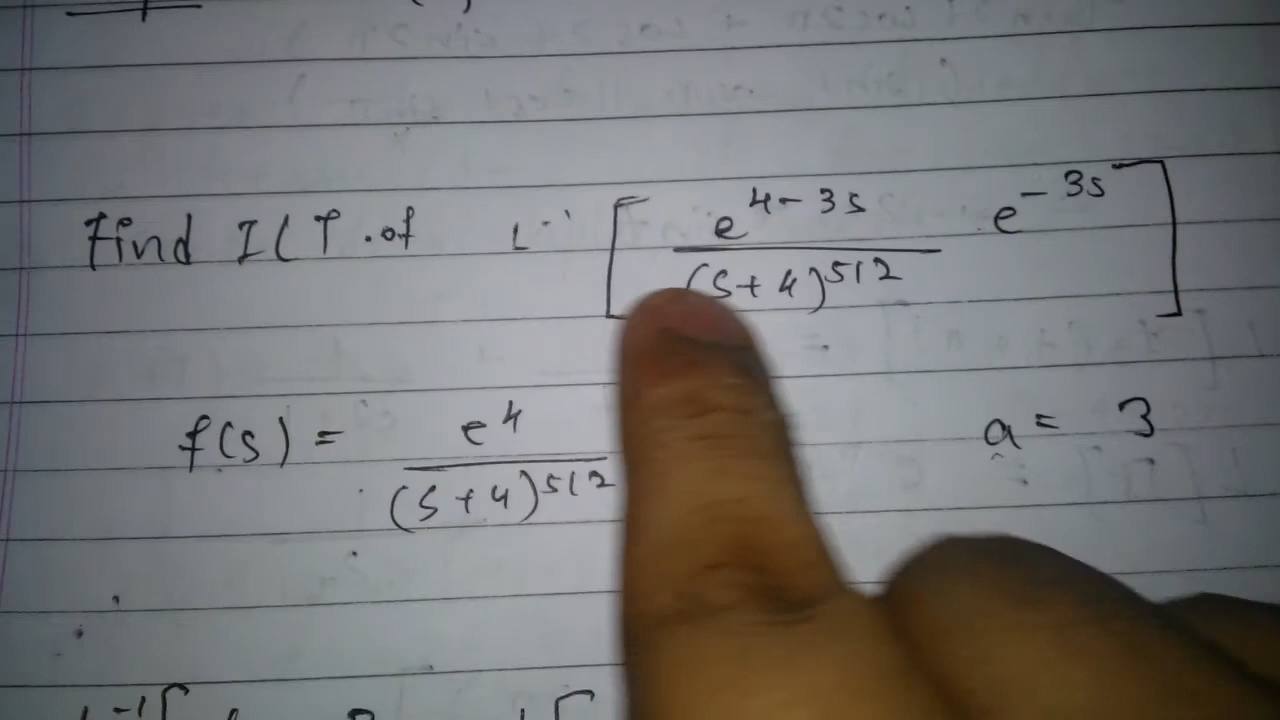 Find ILT. of L⁻¹ [ e^{4-3s} / (s+4)^{5/2} e^{-3s} ]
f(s) = e^4 / (s+4)^{5/2} a = 3